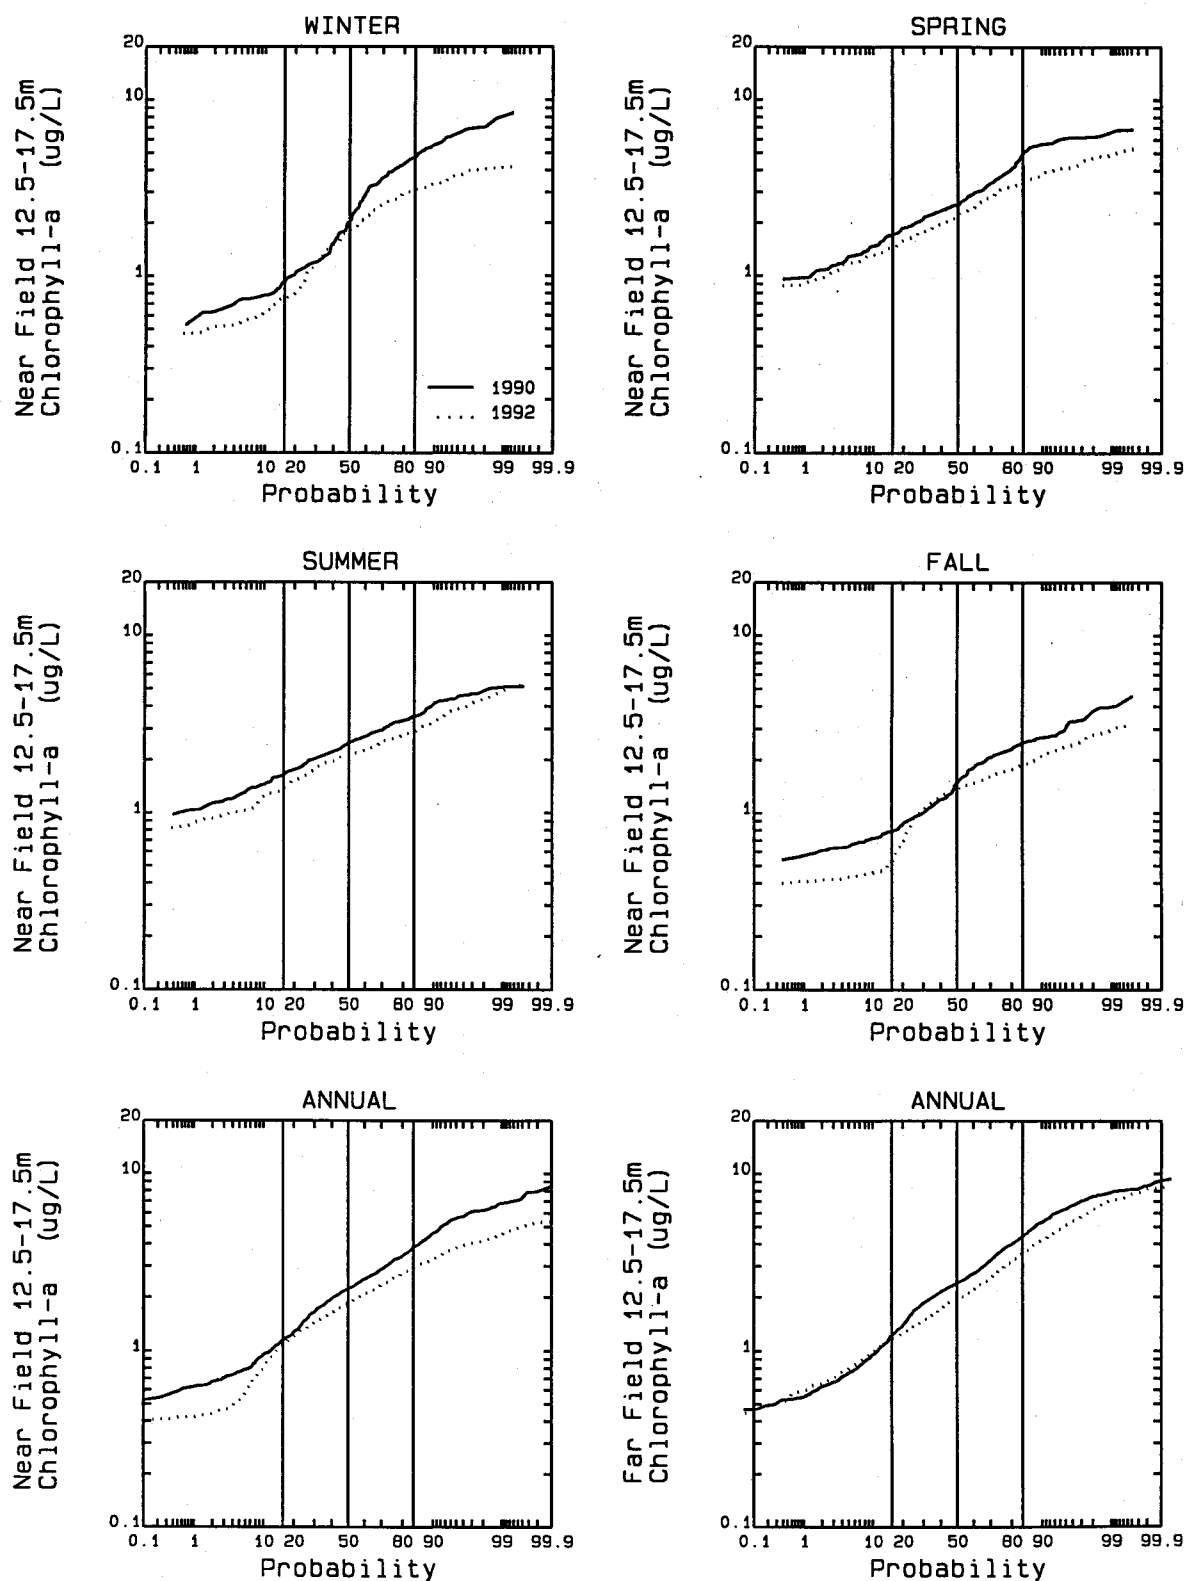 WINTER
20
10
1
0.1
Near Field 12.5-17.5m
Chlorophyll-a (ug/L)
1990
1992
0.1 1 10 20 50 80 90 99 99.9
Probability
SPRING
20
10
1
0.1
Near Field 12.5-17.5m
Chlorophyll-a (ug/L)
0.1 1 10 20 50 80 90 99 99.9
Probability
SUMMER
20
10
1
0.1
Near Field 12.5-17.5m
Chlorophyll-a (ug/L)
0.1 1 10 20 50 80 90 99 99.9
Probability
FALL
20
10
1
0.1
Near Field 12.5-17.5m
Chlorophyll-a (ug/L)
0.1 1 10 20 50 80 90 99 99.9
Probability
ANNUAL
20
10
1
0.1
Near Field 12.5-17.5m
Chlorophyll-a (ug/L)
0.1 1 10 20 50 80 90 99 99.9
Probability
ANNUAL
20
10
1
0.1
Far Field 12.5-17.5m
Chlorophyll-a (ug/L)
0.1 1 10 20 50 80 90 99 99.9
Probability